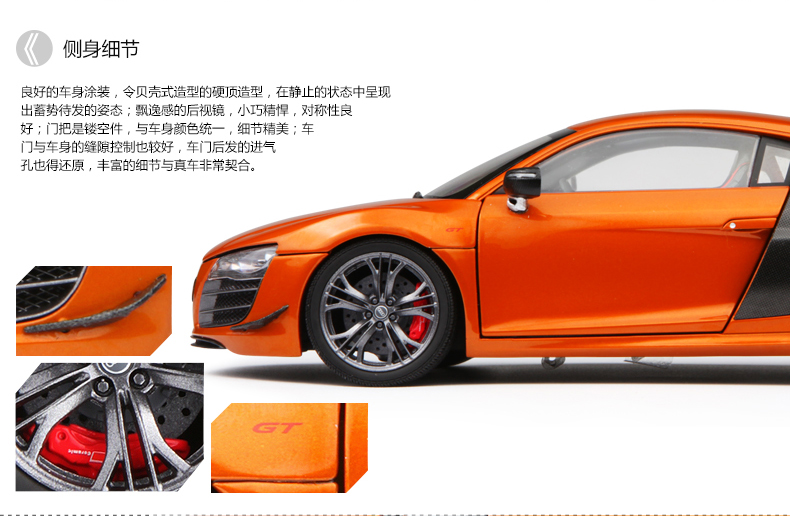 侧身细节
良好的车身涂装，令贝壳式造型的硬顶造型，在静止的状态中呈现
出蓄势待发的姿态；飘逸感的后视镜，小巧精悍，对称性良
好；门把是镂空件，与车身颜色统一，细节精美；车
门与车身的缝隙控制也较好，车门后发的进气
孔也得还原，丰富的细节与真车非常契合。
GT
Ceramic
GT